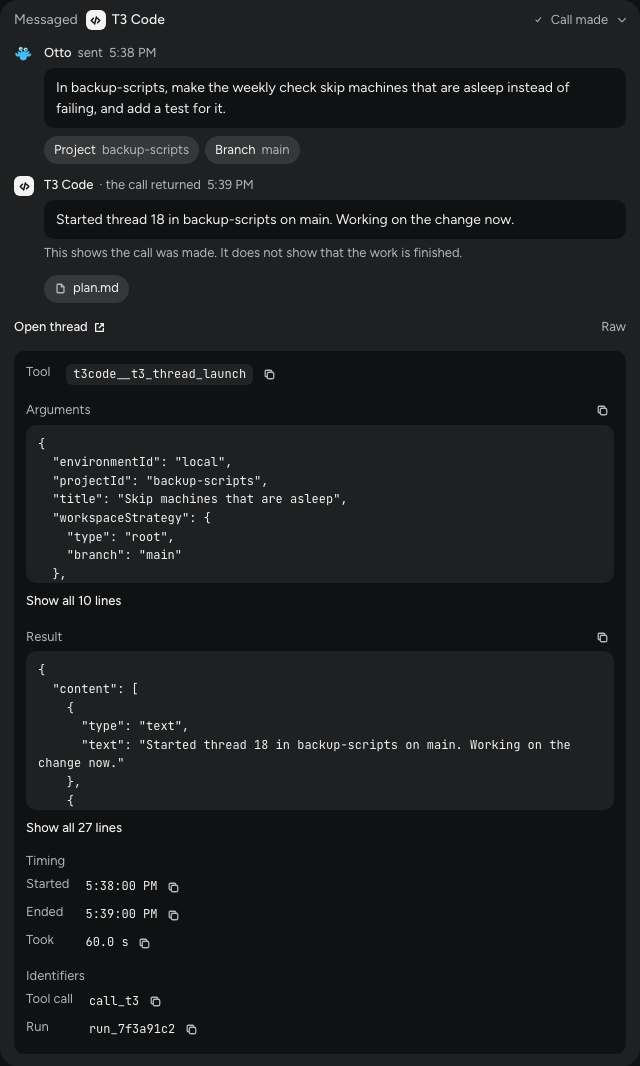 Messaged T3 Code Call made
Otto sent 5:38 PM
In backup-scripts, make the weekly check skip machines that are asleep instead of
failing, and add a test for it.
Project backup-scripts Branch main
T3 Code · the call returned 5:39 PM
Started thread 18 in backup-scripts on main. Working on the change now.
This shows the call was made. It does not show that the work is finished.
plan.md
Open thread Raw
Tool t3code__t3_thread_launch
Arguments
{
  "environmentId": "local",
  "projectId": "backup-scripts",
  "title": "Skip machines that are asleep",
  "workspaceStrategy": {
    "type": "root",
    "branch": "main"
  },
Show all 10 lines
Result
{
  "content": [
    {
      "type": "text",
      "text": "Started thread 18 in backup-scripts on main. Working on the
change now."
    },
    {
Show all 27 lines
Timing
Started 5:38:00 PM
Ended 5:39:00 PM
Took 60.0 s
Identifiers
Tool call call_t3
Run run_7f3a91c2